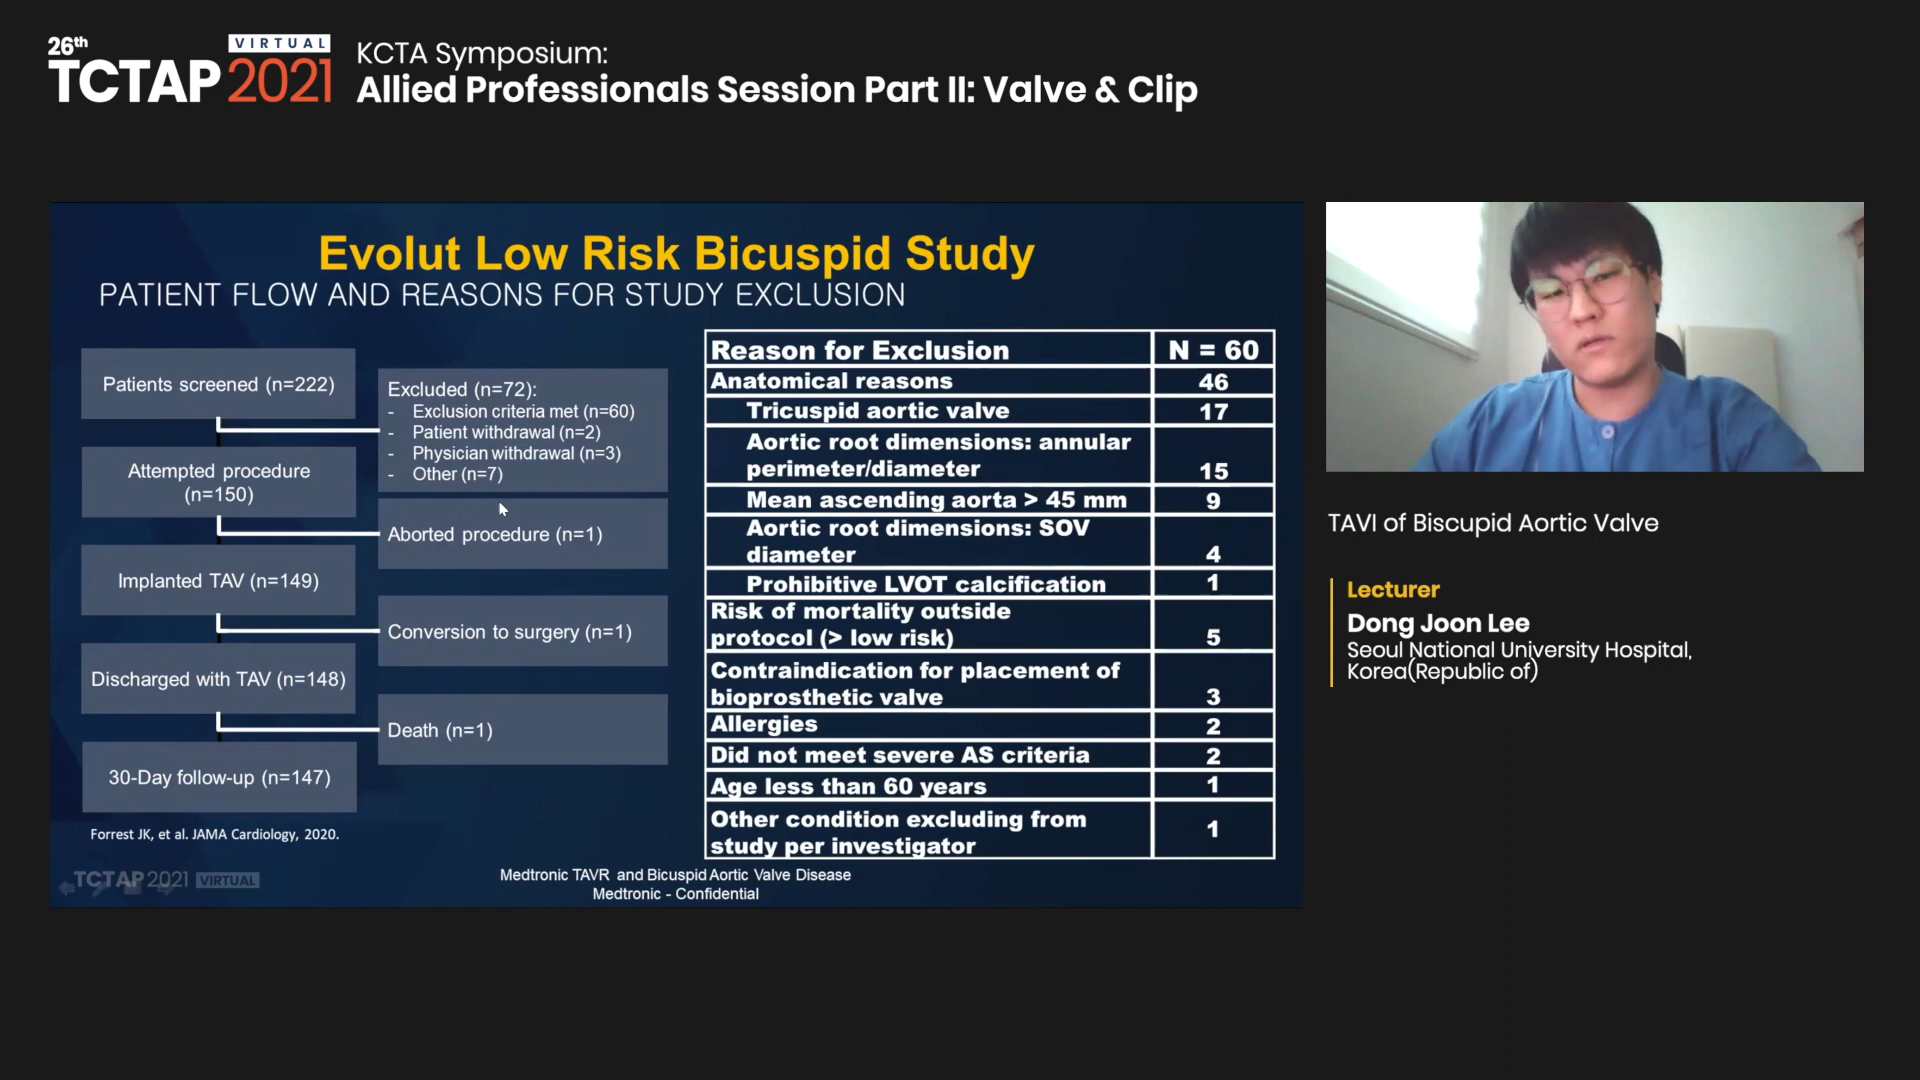 26th
VIRTUAL
TCTAP 2021
KCTA Symposium:
Allied Professionals Session Part II: Valve & Clip
Evolut Low Risk Bicuspid Study
PATIENT FLOW AND REASONS FOR STUDY EXCLUSION
Patients screened (n=222)
Excluded (n=72):
- Exclusion criteria met (n=60)
- Patient withdrawal (n=2)
- Physician withdrawal (n=3)
- Other (n=7)
Attempted procedure
(n=150)
Aborted procedure (n=1)
Implanted TAV (n=149)
Conversion to surgery (n=1)
Discharged with TAV (n=148)
Death (n=1)
30-Day follow-up (n=147)
Forrest JK, et al. JAMA Cardiology, 2020.
Reason for Exclusion N = 60
Anatomical reasons 46
Tricuspid aortic valve 17
Aortic root dimensions: annular
perimeter/diameter 15
Mean ascending aorta > 45 mm 9
Aortic root dimensions: SOV
diameter 4
Prohibitive LVOT calcification 1
Risk of mortality outside
protocol (> low risk) 5
Contraindication for placement of
bioprosthetic valve 3
Allergies 2
Did not meet severe AS criteria 2
Age less than 60 years 1
Other condition excluding from
study per investigator 1
TCTAP 2021 VIRTUAL
Medtronic TAVR and Bicuspid Aortic Valve Disease
Medtronic - Confidential
TAVI of Biscupid Aortic Valve
Lecturer
Dong Joon Lee
Seoul National University Hospital,
Korea(Republic of)